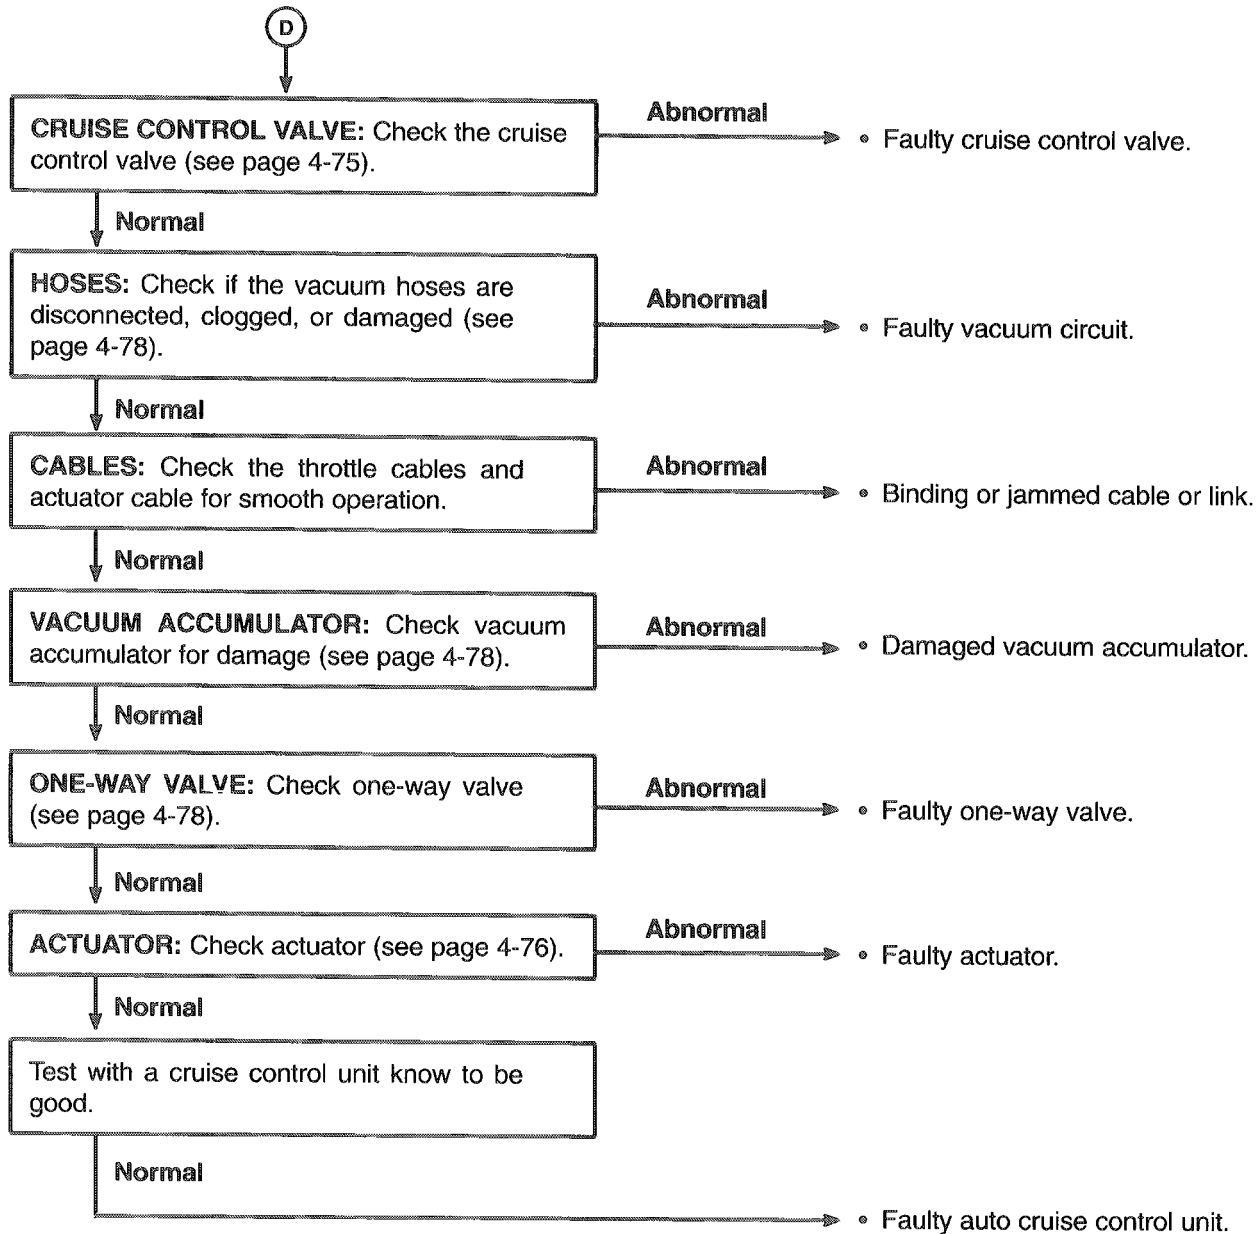 D
CRUISE CONTROL VALVE: Check the cruise
control valve (see page 4-75).
Abnormal
• Faulty cruise control valve.
Normal
HOSES: Check if the vacuum hoses are
disconnected, clogged, or damaged (see
page 4-78).
Abnormal
• Faulty vacuum circuit.
Normal
CABLES: Check the throttle cables and
actuator cable for smooth operation.
Abnormal
• Binding or jammed cable or link.
Normal
VACUUM ACCUMULATOR: Check vacuum
accumulator for damage (see page 4-78).
Abnormal
• Damaged vacuum accumulator.
Normal
ONE-WAY VALVE: Check one-way valve
(see page 4-78).
Abnormal
• Faulty one-way valve.
Normal
ACTUATOR: Check actuator (see page 4-76).
Abnormal
• Faulty actuator.
Normal
Test with a cruise control unit know to be
good.
Normal
• Faulty auto cruise control unit.